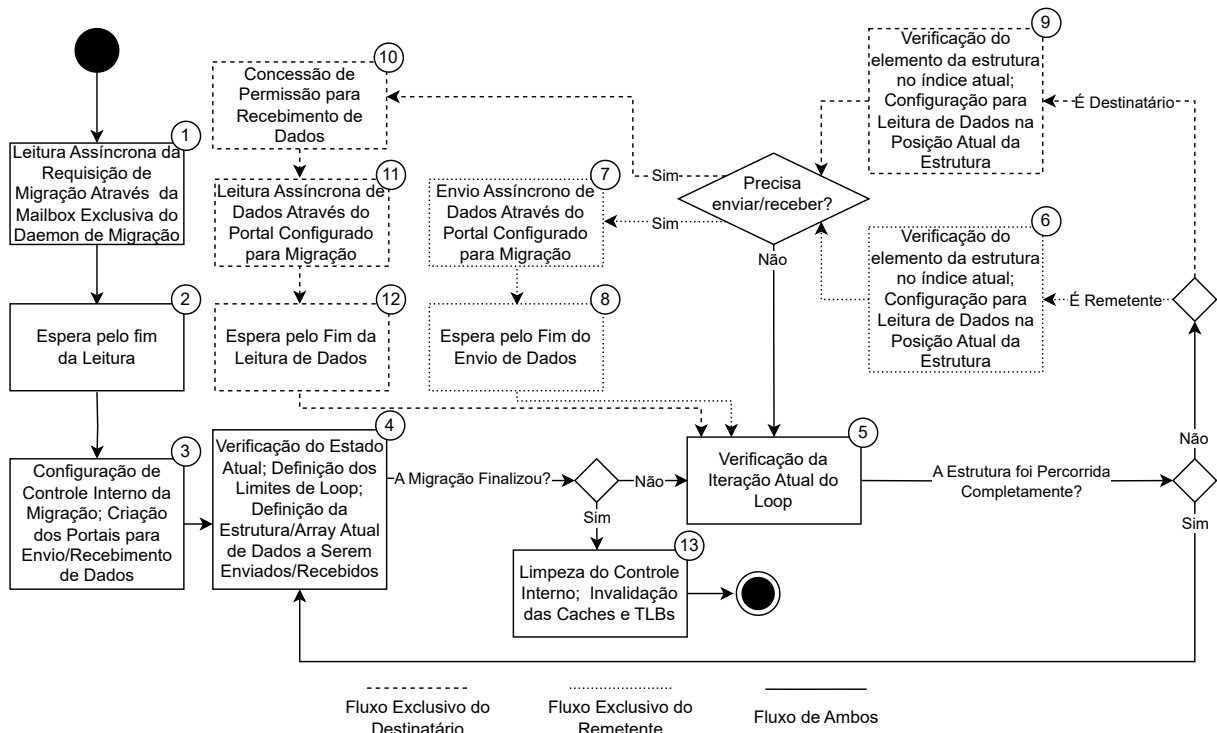 1
Leitura Assíncrona da
Requisição de
Migração Através da
Mailbox Exclusiva do
Daemon de Migração
2
Espera pelo fim
da Leitura
3
Configuração de
Controle Interno da
Migração; Criação
dos Portais para
Envio/Recebimento
de Dados
4
Verificação do Estado
Atual; Definição dos
Limites de Loop;
Definição da
Estrutura/Array Atual
de Dados a Serem
Enviados/Recebidos
A Migração Finalizou?
Não
Sim
5
Verificação da
Iteração Atual do
Loop
A Estrutura foi Percorrida
Completamente?
Não
Sim
É Remetente
É Destinatário
6
Verificação do
elemento da estrutura
no índice atual;
Configuração para
Leitura de Dados na
Posição Atual da
Estrutura
9
Verificação do
elemento da estrutura
no índice atual;
Configuração para
Leitura de Dados na
Posição Atual da
Estrutura
Precisa
enviar/receber?
Sim
Sim
Não
7
Envio Assíncrono de
Dados Através do
Portal Configurado
para Migração
8
Espera pelo Fim do
Envio de Dados
10
Concessão de
Permissão para
Recebimento de
Dados
11
Leitura Assíncrona de
Dados Através do
Portal Configurado
para Migração
12
Espera pelo Fim da
Leitura de Dados
13
Limpeza do Controle
Interno; Invalidação
das Caches e TLBs
Fluxo Exclusivo do
Destinatário
Fluxo Exclusivo do
Remetente
Fluxo de Ambos